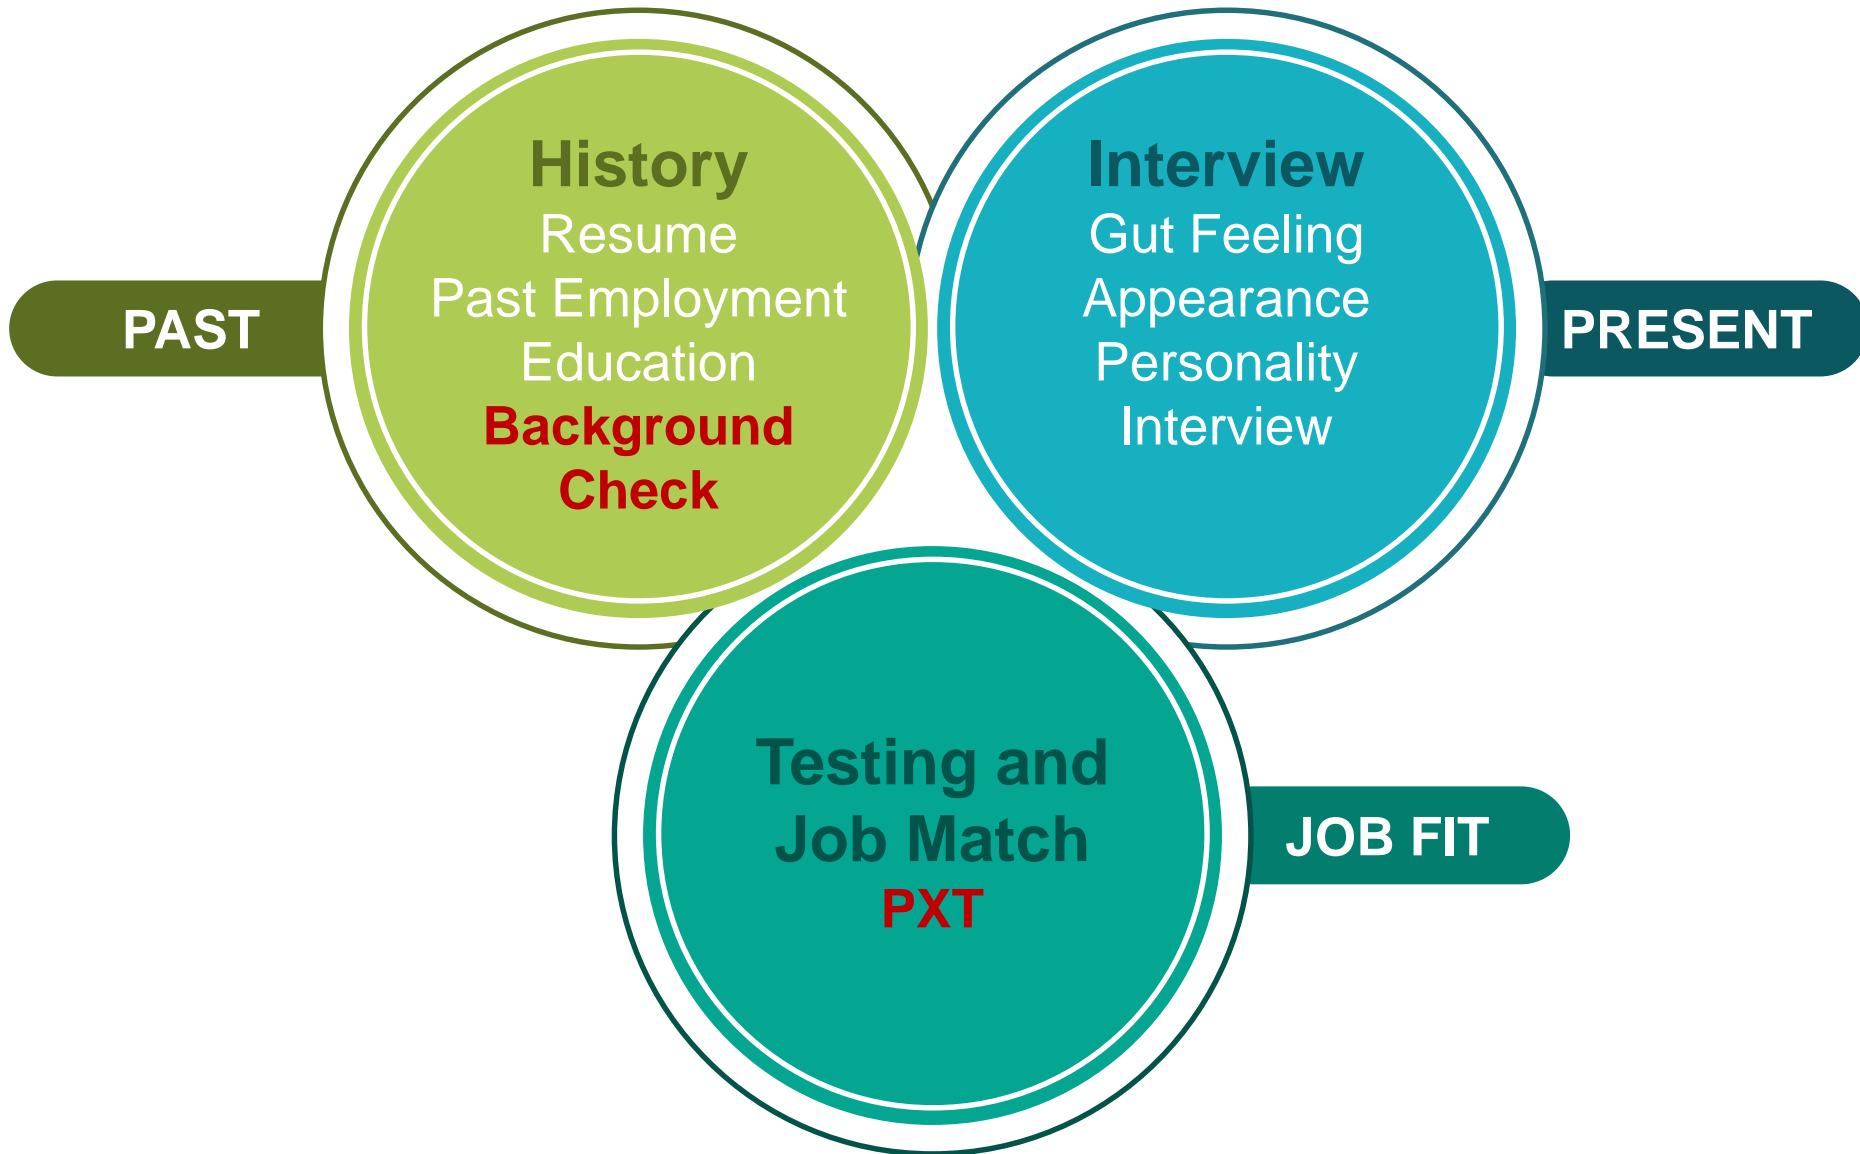 PAST
History
Resume
Past Employment
Education
Background
Check
Interview
Gut Feeling
Appearance
Personality
Interview
PRESENT
Testing and
Job Match
PXT
JOB FIT